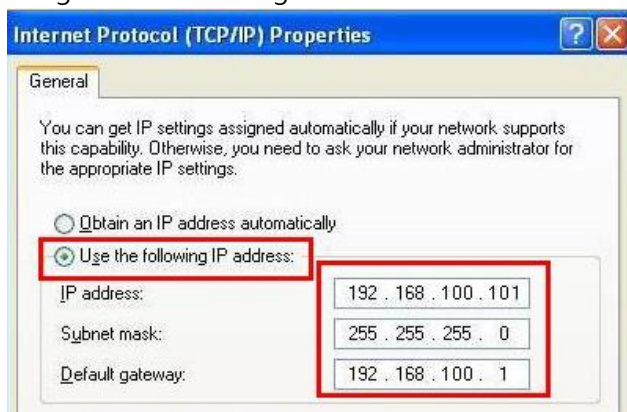 Internet Protocol (TCP/IP) Properties
General
You can get IP settings assigned automatically if your network supports
this capability. Otherwise, you need to ask your network administrator for
the appropriate IP settings.
Obtain an IP address automatically
Use the following IP address:
IP address: 192 . 168 . 100 . 101
Subnet mask: 255 . 255 . 255 . 0
Default gateway: 192 . 168 . 100 . 1